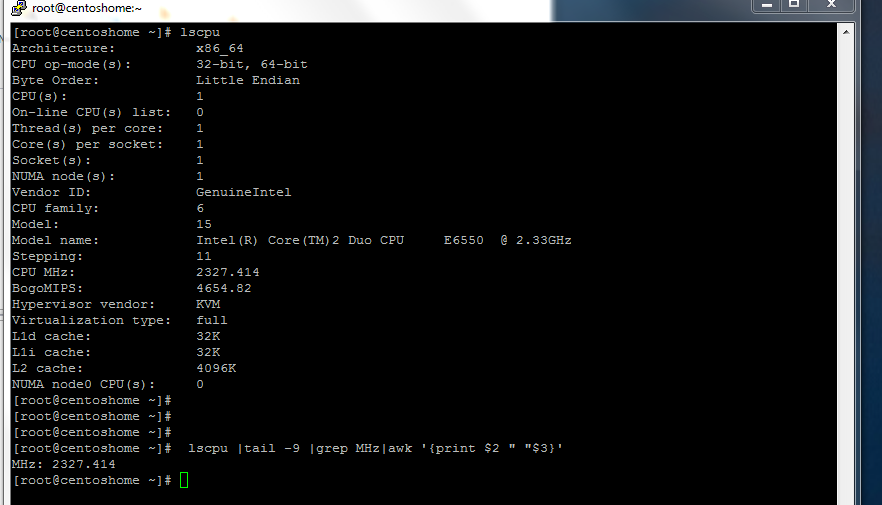 root@centoshome:~
[root@centoshome ~]# lscpu
Architecture:          x86_64
CPU op-mode(s):        32-bit, 64-bit
Byte Order:            Little Endian
CPU(s):                1
On-line CPU(s) list:   0
Thread(s) per core:    1
Core(s) per socket:    1
Socket(s):             1
NUMA node(s):          1
Vendor ID:             GenuineIntel
CPU family:            6
Model:                 15
Model name:            Intel(R) Core(TM)2 Duo CPU     E6550  @ 2.33GHz
Stepping:              11
CPU MHz:               2327.414
BogoMIPS:              4654.82
Hypervisor vendor:     KVM
Virtualization type:   full
L1d cache:             32K
L1i cache:             32K
L2 cache:              4096K
NUMA node0 CPU(s):     0
[root@centoshome ~]#
[root@centoshome ~]#
[root@centoshome ~]#
[root@centoshome ~]#  lscpu |tail -9 |grep MHz|awk '{print $2 " "$3}'
MHz: 2327.414
[root@centoshome ~]#